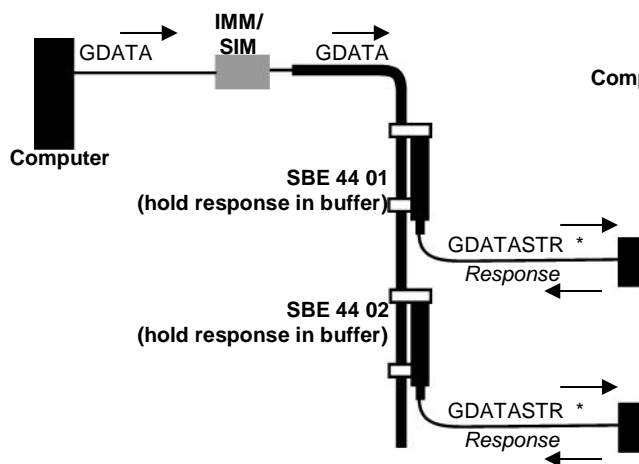 IMM/
SIM
GDATA
GDATA
Computer
SBE 44 01
(hold response in buffer)
GDATASTR *
Response
SBE 44 02
(hold response in buffer)
GDATASTR *
Response